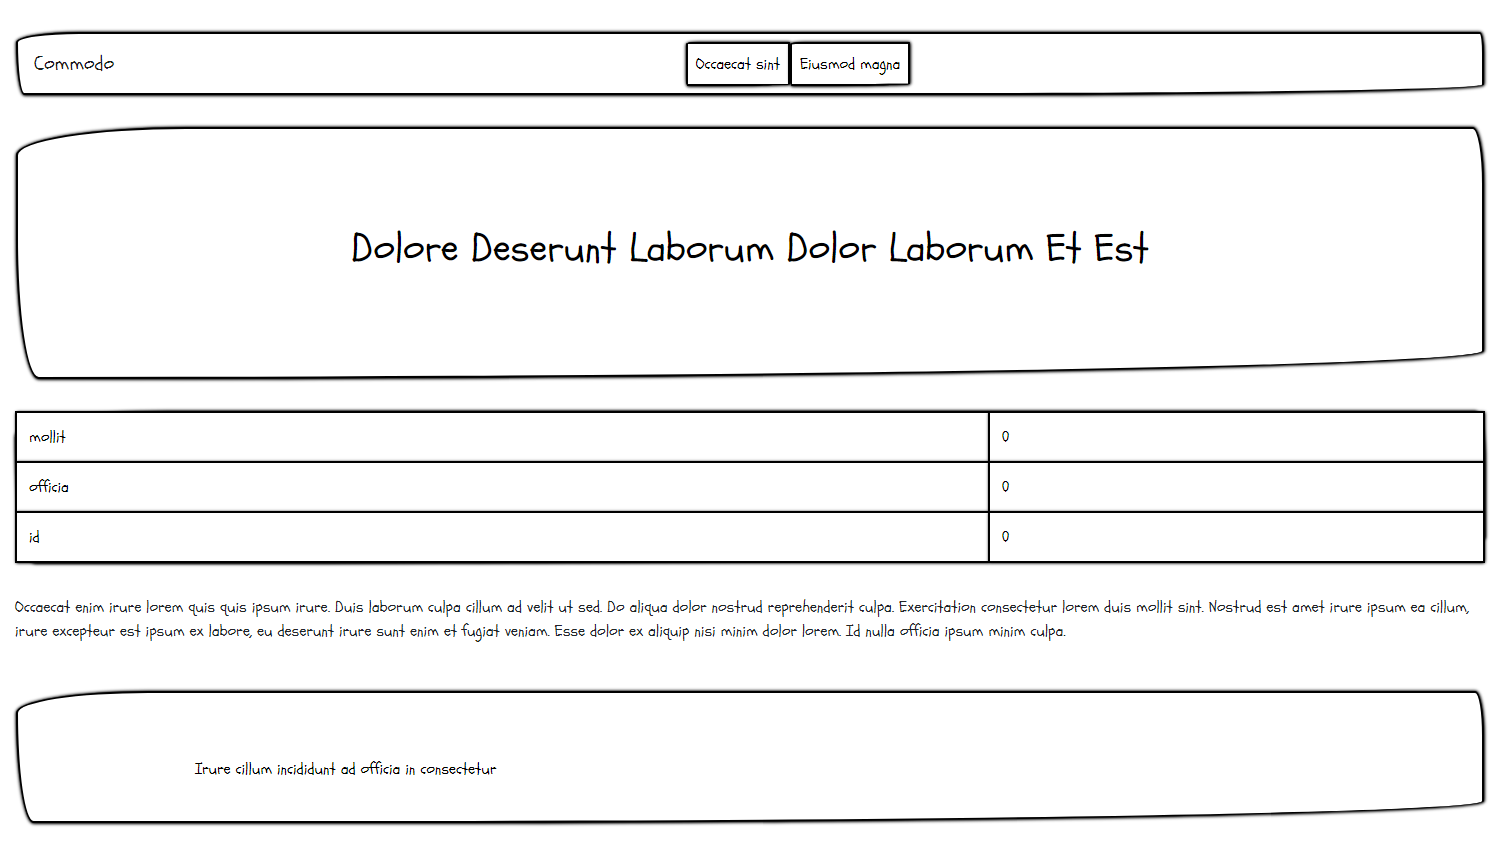 Commodo
Occaecat sint
Eiusmod magna
Dolore Deserunt Laborum Dolor Laborum Et Est
mollit 0
officia 0
id 0
Occaecat enim irure lorem quis quis ipsum irure. Duis laborum culpa cillum ad velit ut sed. Do aliqua dolor nostrud reprehenderit culpa. Exercitation consectetur lorem duis mollit sint. Nostrud est amet irure ipsum ea cillum,
irure excepteur est ipsum ex labore, eu deserunt irure sunt enim et fugiat veniam. Esse dolor ex aliquip nisi minim dolor lorem. Id nulla officia ipsum minim culpa.
Irure cillum incididunt ad officia in consectetur